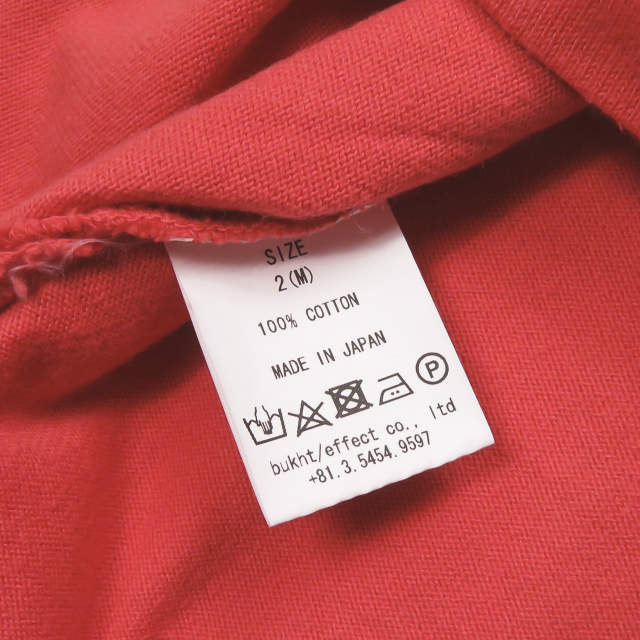 SIZE
2(M)
100% COTTON
MADE IN JAPAN
P
bukht/effect co., ltd
+81.3.5454.9597